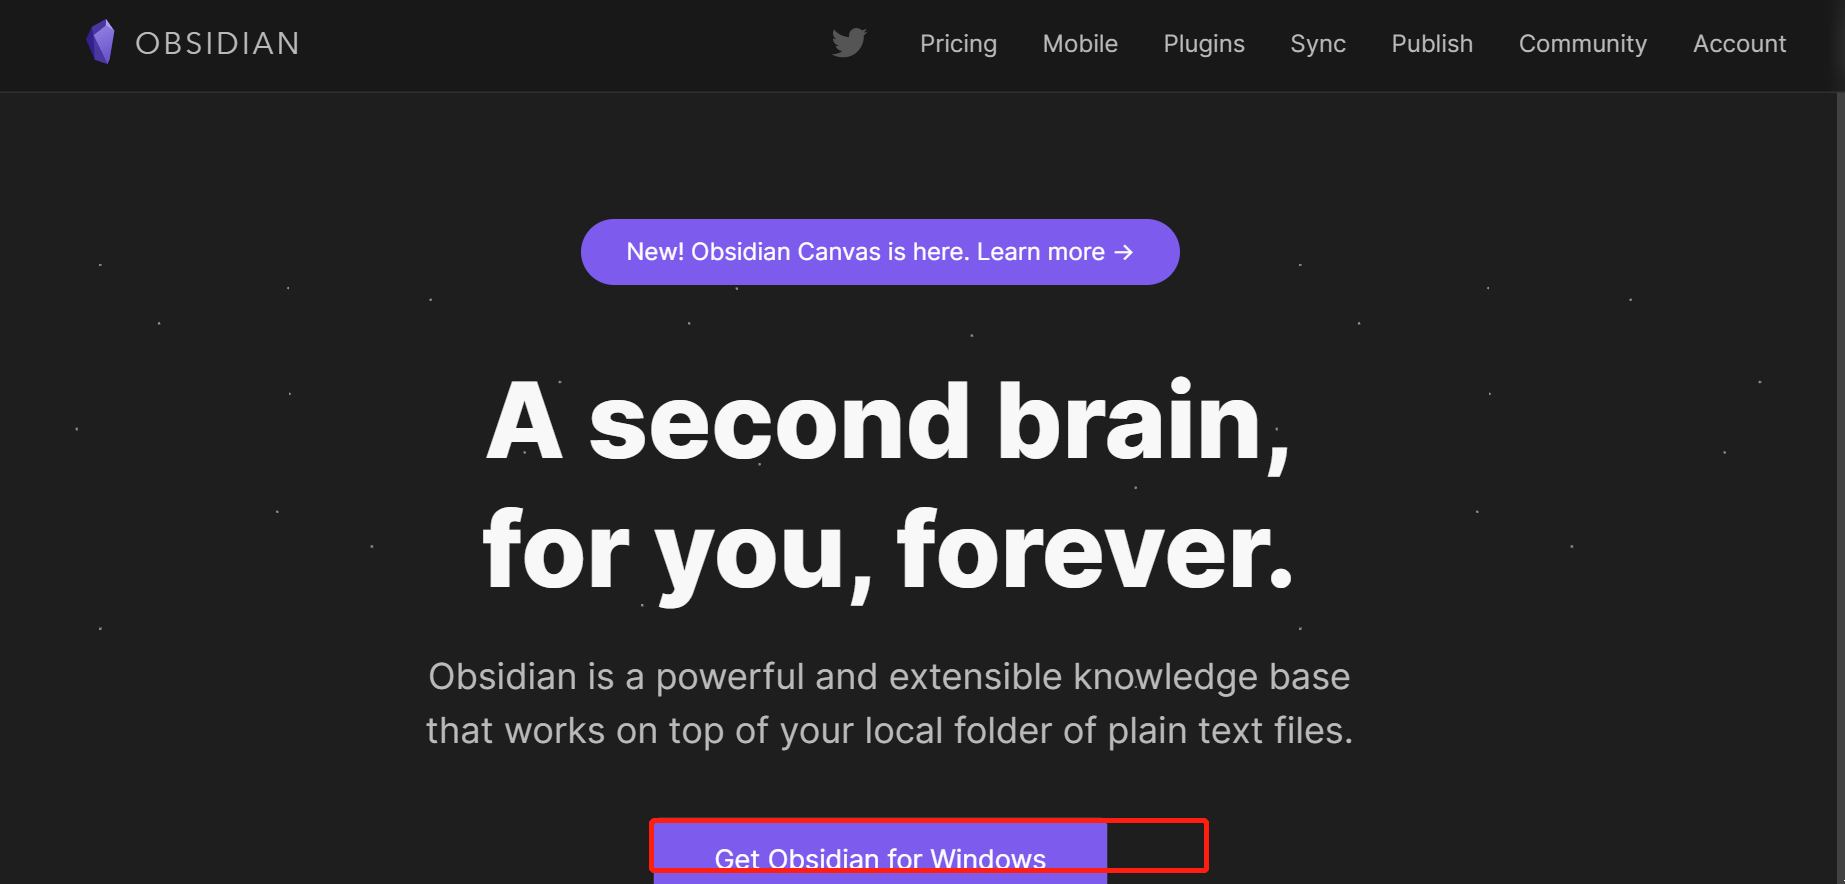 OBSIDIAN
Pricing Mobile Plugins Sync Publish Community Account
New! Obsidian Canvas is here. Learn more →
A second brain,
for you, forever.
Obsidian is a powerful and extensible knowledge base
that works on top of your local folder of plain text files.
Get Obsidian for Windows